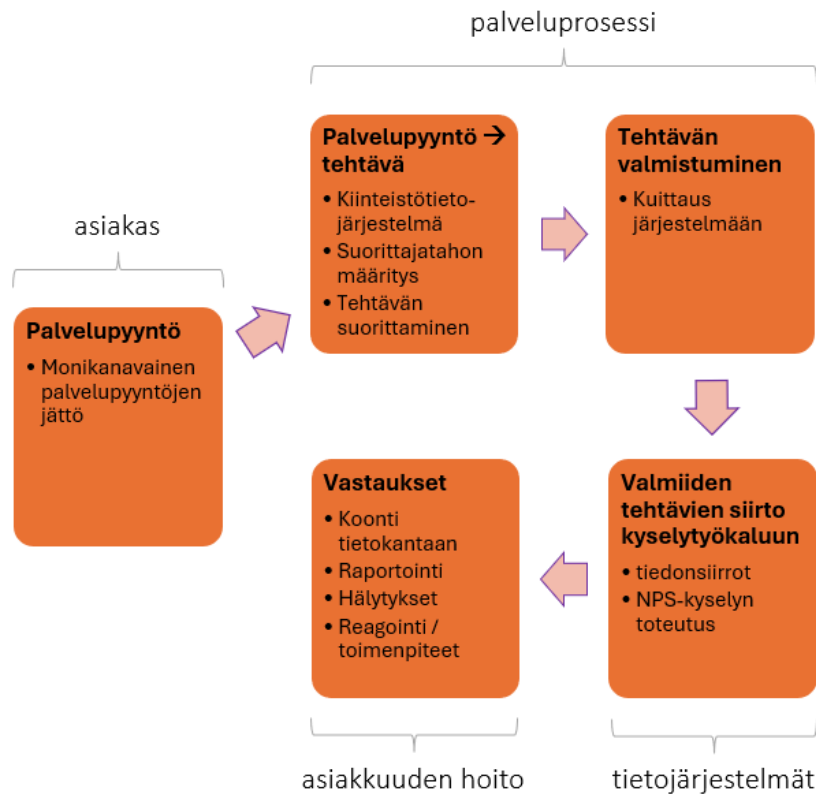 palveluprosessi
asiakas
Palvelupyyntö
• Monikanavainen
palvelupyyntöjen
jättö
Palvelupyyntö →
tehtävä
• Kiinteistötieto-
järjestelmä
• Suorittajatahon
määritys
• Tehtävän
suorittaminen
Tehtävän
valmistuminen
• Kuittaus
järjestelmään
Valmiiden
tehtävien siirto
kyselytyökaluun
• tiedonsiirrot
• NPS-kyselyn
toteutus
Vastaukset
• Koonti
tietokantaan
• Raportointi
• Hälytykset
• Reagointi /
toimenpiteet
asiakkuuden hoito
tietojärjestelmät